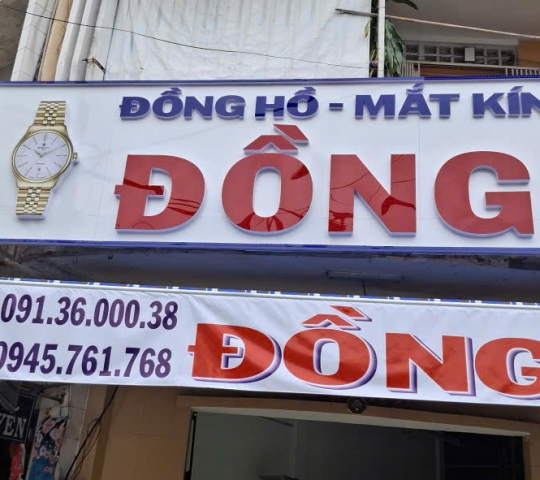 ĐỒNG HỒ - MẮT KÍN
ĐỒNG
091.36.000.38
0945.761.768
ĐỒNG